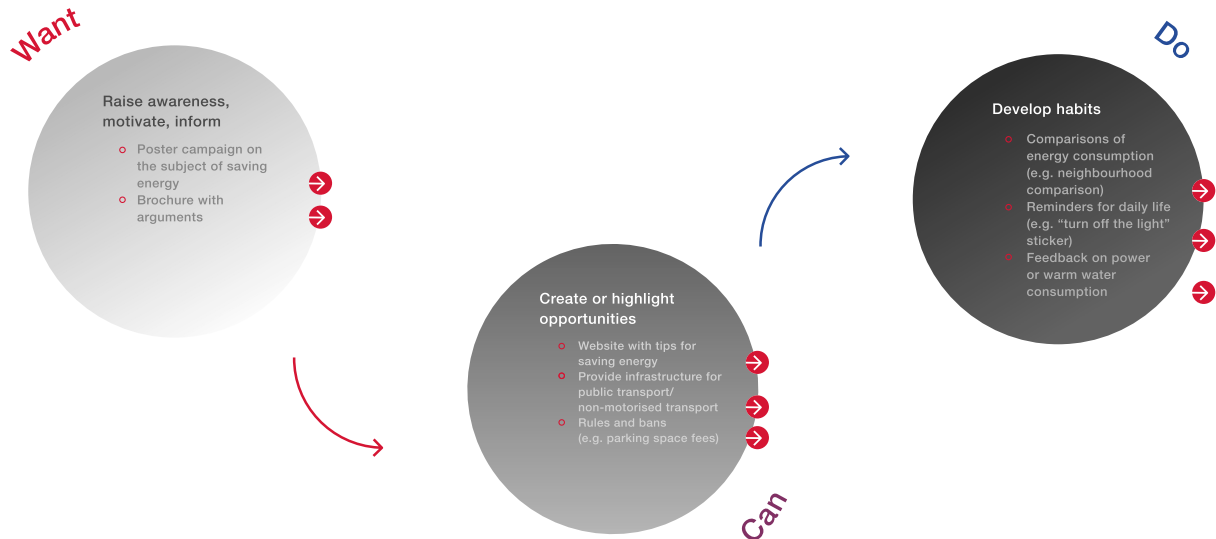 Want
Raise awareness,
motivate, inform
Poster campaign on
the subject of saving
energy
Brochure with
arguments
Create or highlight
opportunities
Website with tips for
saving energy
Provide infrastructure for
public transport/
non-motorised transport
Rules and bans
(e.g. parking space fees)
Can
Do
Develop habits
Comparisons of
energy consumption
(e.g. neighbourhood
comparison)
Reminders for daily life
(e.g. “turn off the light”
sticker)
Feedback on power
or warm water
consumption